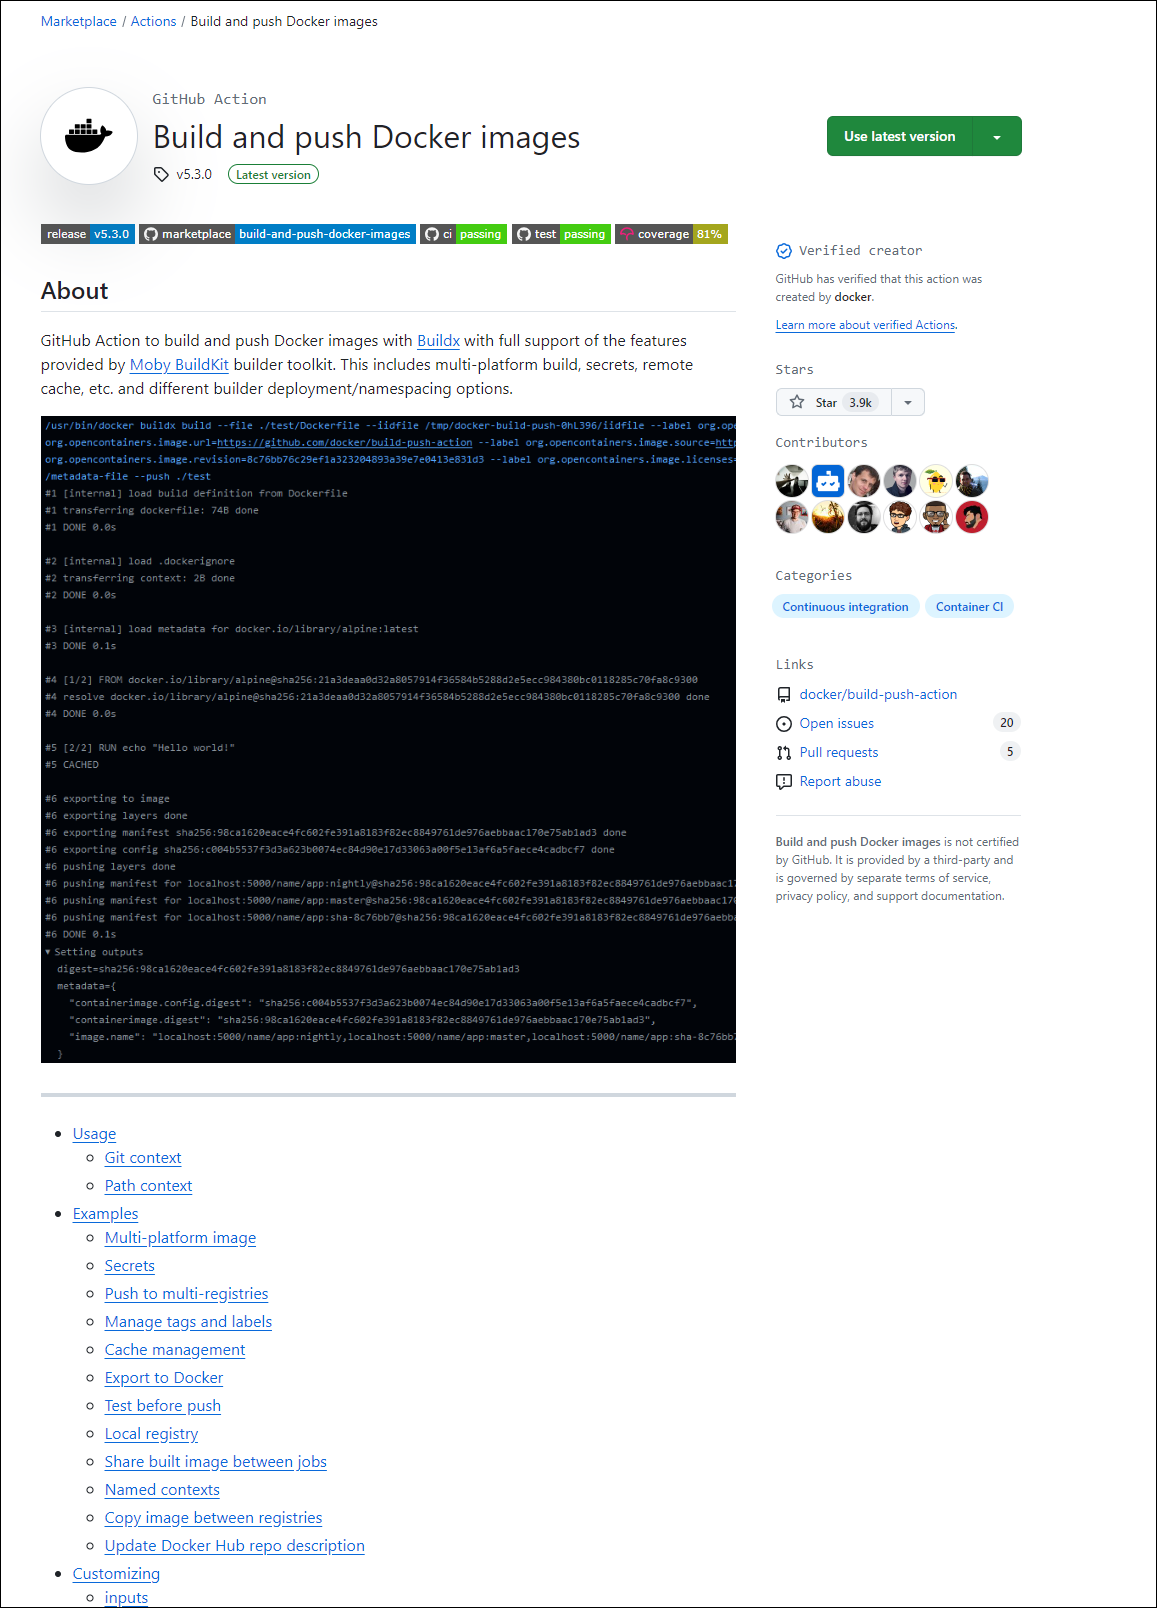 Marketplace / Actions / Build and push Docker images
GitHub Action
Build and push Docker images
v5.3.0 Latest version
Use latest version
release v5.3.0 marketplace build-and-push-docker-images ci passing test passing coverage 81%
About
GitHub Action to build and push Docker images with Buildx with full support of the features
provided by Moby BuildKit builder toolkit. This includes multi-platform build, secrets, remote
cache, etc. and different builder deployment/namespacing options.
/usr/bin/docker buildx build --file ./test/Dockerfile --iidfile /tmp/docker-build-push-0hL396/iidfile --label org.ope
org.opencontainers.image.url=https://github.com/docker/build-push-action --label org.opencontainers.image.source=http
org.opencontainers.image.revision=8c76bb76c29ef1a323204893a39e7e0413e831d3 --label org.opencontainers.image.licenses=
/metadata-file --push ./test
#1 [internal] load build definition from Dockerfile
#1 transferring dockerfile: 74B done
#1 DONE 0.0s
#2 [internal] load .dockerignore
#2 transferring context: 2B done
#2 DONE 0.0s
#3 [internal] load metadata for docker.io/library/alpine:latest
#3 DONE 0.1s
#4 [1/2] FROM docker.io/library/alpine@sha256:21a3deaa0d32a8057914f36584b5288d2e5ecc984380bc0118285c70fa8c9300
#4 resolve docker.io/library/alpine@sha256:21a3deaa0d32a8057914f36584b5288d2e5ecc984380bc0118285c70fa8c9300 done
#4 DONE 0.0s
#5 [2/2] RUN echo "Hello world!"
#5 CACHED
#6 exporting to image
#6 exporting layers done
#6 exporting manifest sha256:98ca1620eace4fc602fe391a8183f82ec8849761de976aebbaac170e75ab1ad3 done
#6 exporting config sha256:c004b5537f3d3a623b0074ec84d90e17d33063a00f5e13af6a5faece4cadbcf7 done
#6 pushing layers done
#6 pushing manifest for localhost:5000/name/app:nightly@sha256:98ca1620eace4fc602fe391a8183f82ec8849761de976aebbaac17
#6 pushing manifest for localhost:5000/name/app:master@sha256:98ca1620eace4fc602fe391a8183f82ec8849761de976aebbaac170
#6 pushing manifest for localhost:5000/name/app:sha-8c76bb7@sha256:98ca1620eace4fc602fe391a8183f82ec8849761de976aebba
#6 DONE 0.1s
▾ Setting outputs
digest=sha256:98ca1620eace4fc602fe391a8183f82ec8849761de976aebbaac170e75ab1ad3
metadata={
"containerimage.config.digest": "sha256:c004b5537f3d3a623b0074ec84d90e17d33063a00f5e13af6a5faece4cadbcf7",
"containerimage.digest": "sha256:98ca1620eace4fc602fe391a8183f82ec8849761de976aebbaac170e75ab1ad3",
"image.name": "localhost:5000/name/app:nightly,localhost:5000/name/app:master,localhost:5000/name/app:sha-8c76bb7
}
Usage
Git context
Path context
Examples
Multi-platform image
Secrets
Push to multi-registries
Manage tags and labels
Cache management
Export to Docker
Test before push
Local registry
Share built image between jobs
Named contexts
Copy image between registries
Update Docker Hub repo description
Customizing
inputs
Verified creator
GitHub has verified that this action was
created by docker.
Learn more about verified Actions.
Stars
Star 3.9k
Contributors
Categories
Continuous integration Container CI
Links
docker/build-push-action
Open issues 20
Pull requests 5
Report abuse
Build and push Docker images is not certified
by GitHub. It is provided by a third-party and
is governed by separate terms of service,
privacy policy, and support documentation.